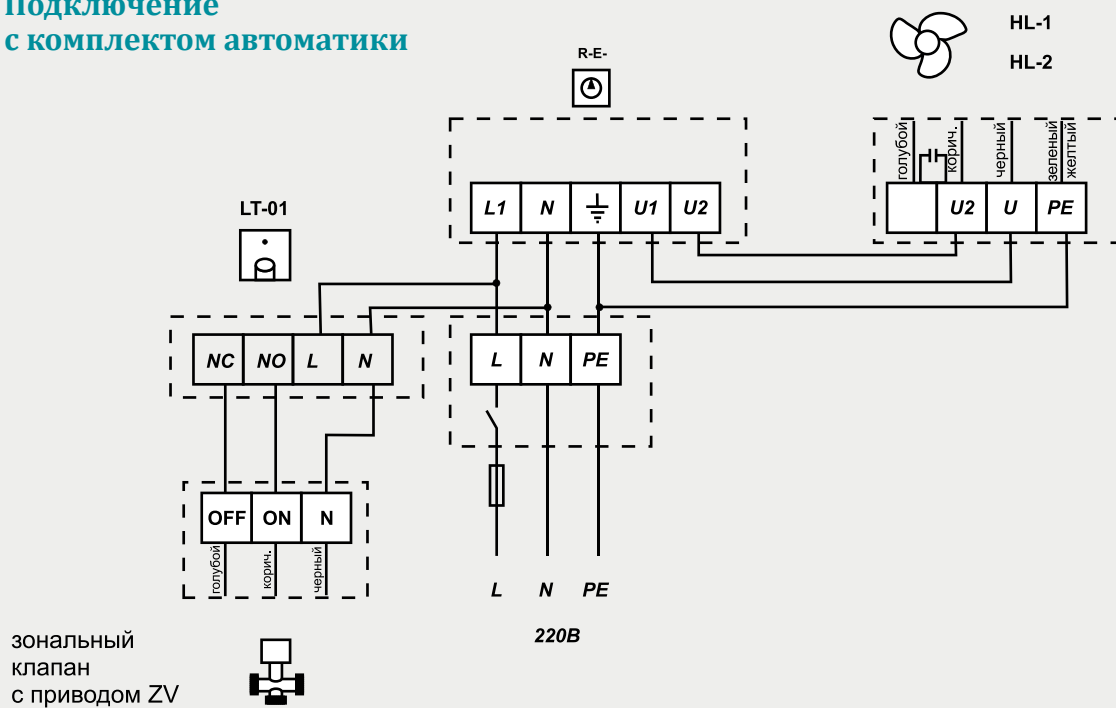 Подключение
с комплектом автоматики
HL-1
HL-2
R-E-
голубой
корич.
черный
зеленый
желтый
L1 N U1 U2
U2 U PE
LT-01
NC NO L N
L N PE
OFF ON N
голубой
корич.
черный
L N PE
220В
зональный
клапан
с приводом ZV